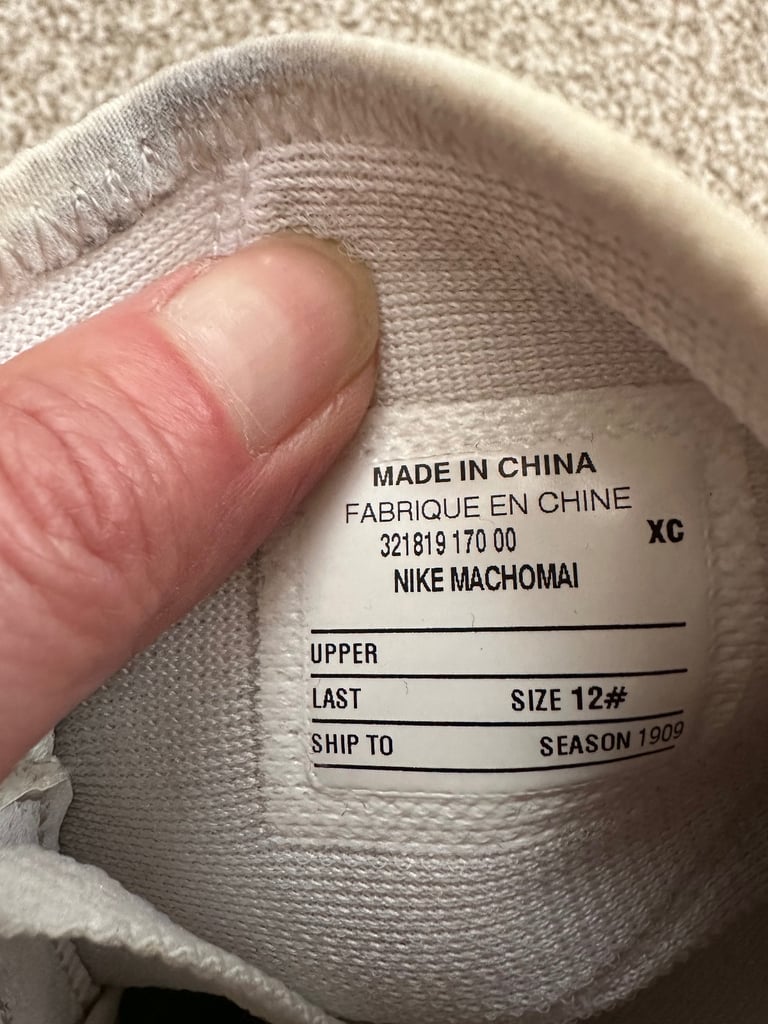 MADE IN CHINA
FABRIQUE EN CHINE
321819 170 00
XC
NIKE MACHOMAI
UPPER
LAST SIZE 12#
SHIP TO SEASON 1909